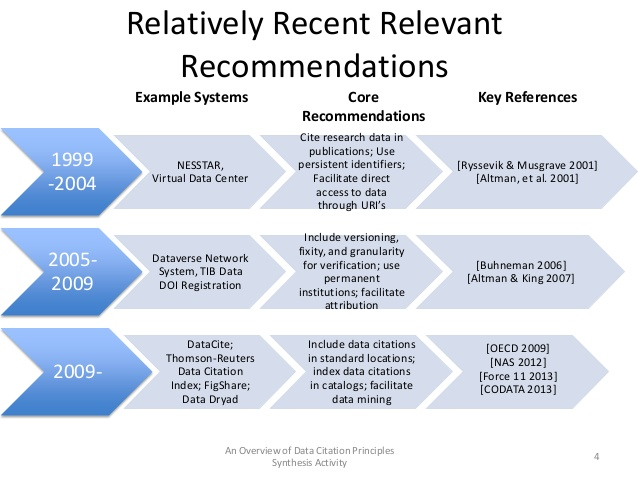 Relatively Recent Relevant
Recommendations
Example Systems
Core
Recommendations
Key References
1999
-2004
NESSTAR,
Virtual Data Center
Cite research data in
publications; Use
persistent identifiers;
Facilitate direct
access to data
through URI's
[Ryssevik & Musgrave 2001]
[Altman, et al. 2001]
2005-
2009
Dataverse Network
System, TIB Data
DOI Registration
Include versioning,
fixity, and granularity
for verification; use
permanent
institutions; facilitate
attribution
[Buhneman 2006]
[Altman & King 2007]
2009-
DataCite;
Thomson-Reuters
Data Citation
Index; FigShare;
Data Dryad
Include data citations
in standard locations;
index data citations
in catalogs; facilitate
data mining
[OECD 2009]
[NAS 2012]
[Force 11 2013]
[CODATA 2013]
An Overview of Data Citation Principles
Synthesis Activity
4